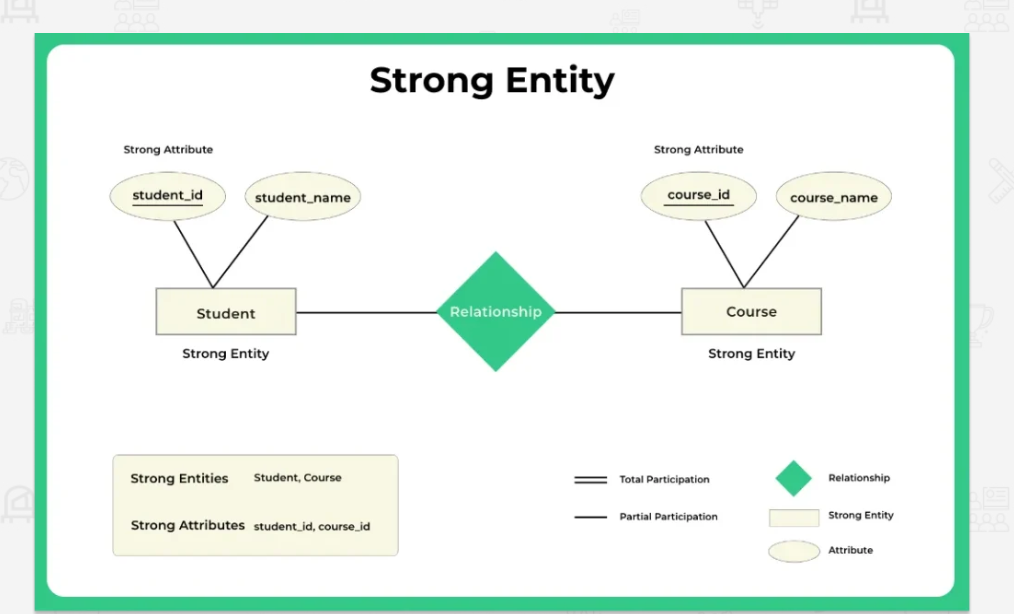 Strong Entity
Strong Attribute
Strong Attribute
student_id
student_name
course_id
course_name
Student
Relationship
Course
Strong Entity
Strong Entity
Strong Entities Student, Course
Strong Attributes student_id, course_id
Total Participation
Partial Participation
Relationship
Strong Entity
Attribute